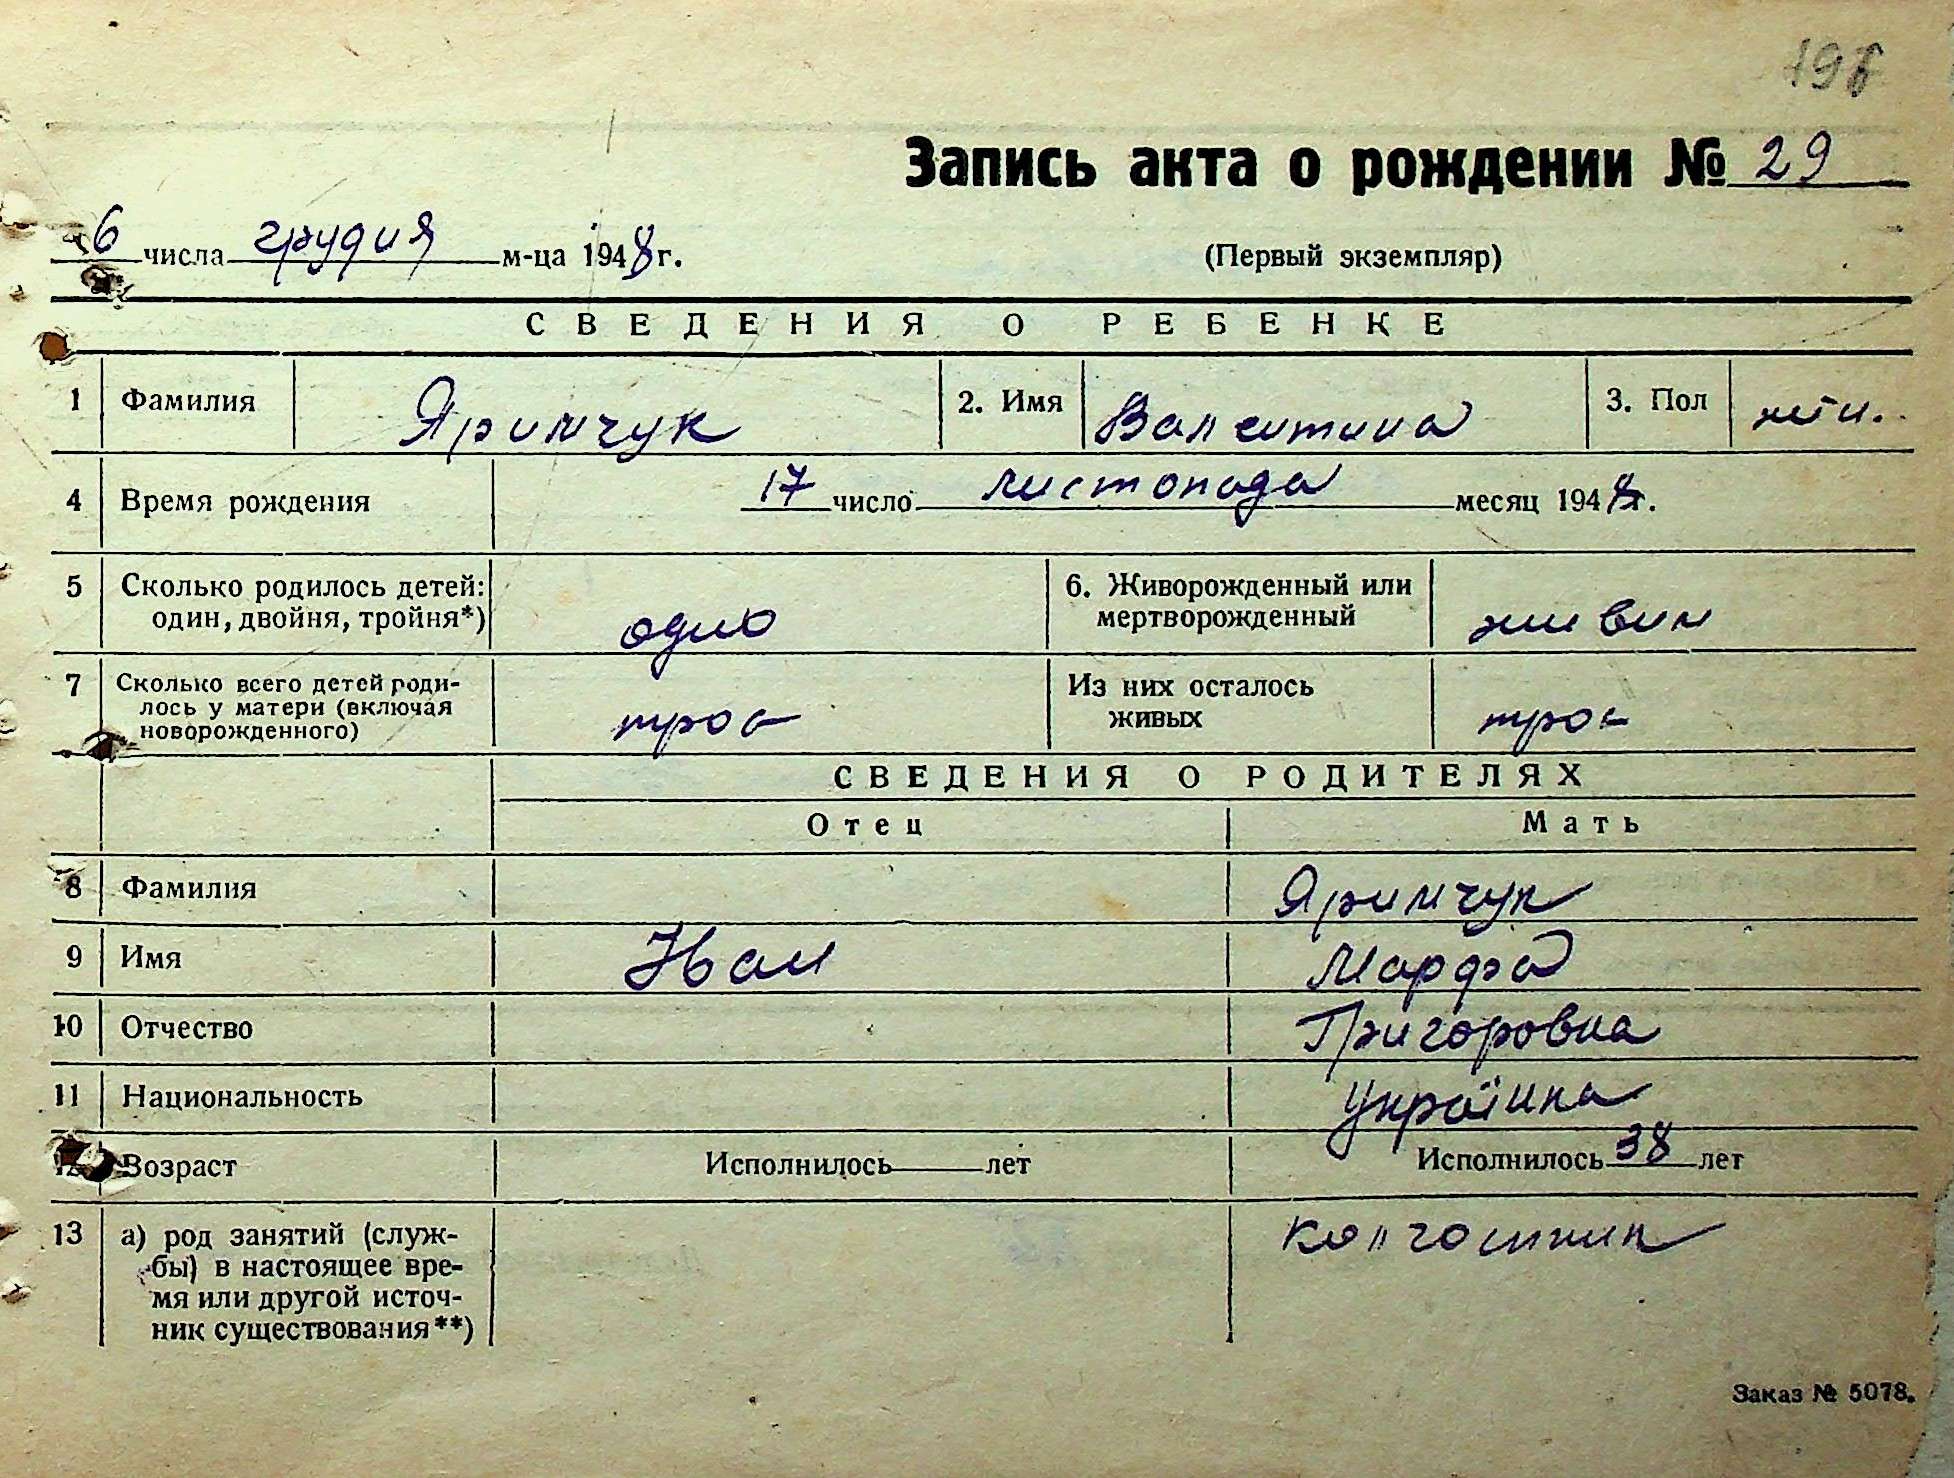 196
Запись акта о рождении № 29
6 числа грудня м-ца 1948 г.
(Первый экземпляр)
СВЕДЕНИЯ О РЕБЕНКЕ
1 Фамилия Яримчук 2. Имя Валентина 3. Пол жін.
4 Время рождения 17 число листопада месяц 1948 г.
5 Сколько родилось детей: один, двойня, тройня*) одно 6. Живорожденный или мертворожденный живим
7 Сколько всего детей родилось у матери (включая новорожденного) троє Из них осталось живых троє
СВЕДЕНИЯ О РОДИТЕЛЯХ
Отец Мать
8 Фамилия Яримчук
9 Имя Іван Марфа
10 Отчество Григоровна
11 Национальность Українка
12 Возраст Исполнилось лет Исполнилось 38 лет
13 а) род занятий (службы) в настоящее время или другой источник существования**) колгоспник
Заказ № 5078.